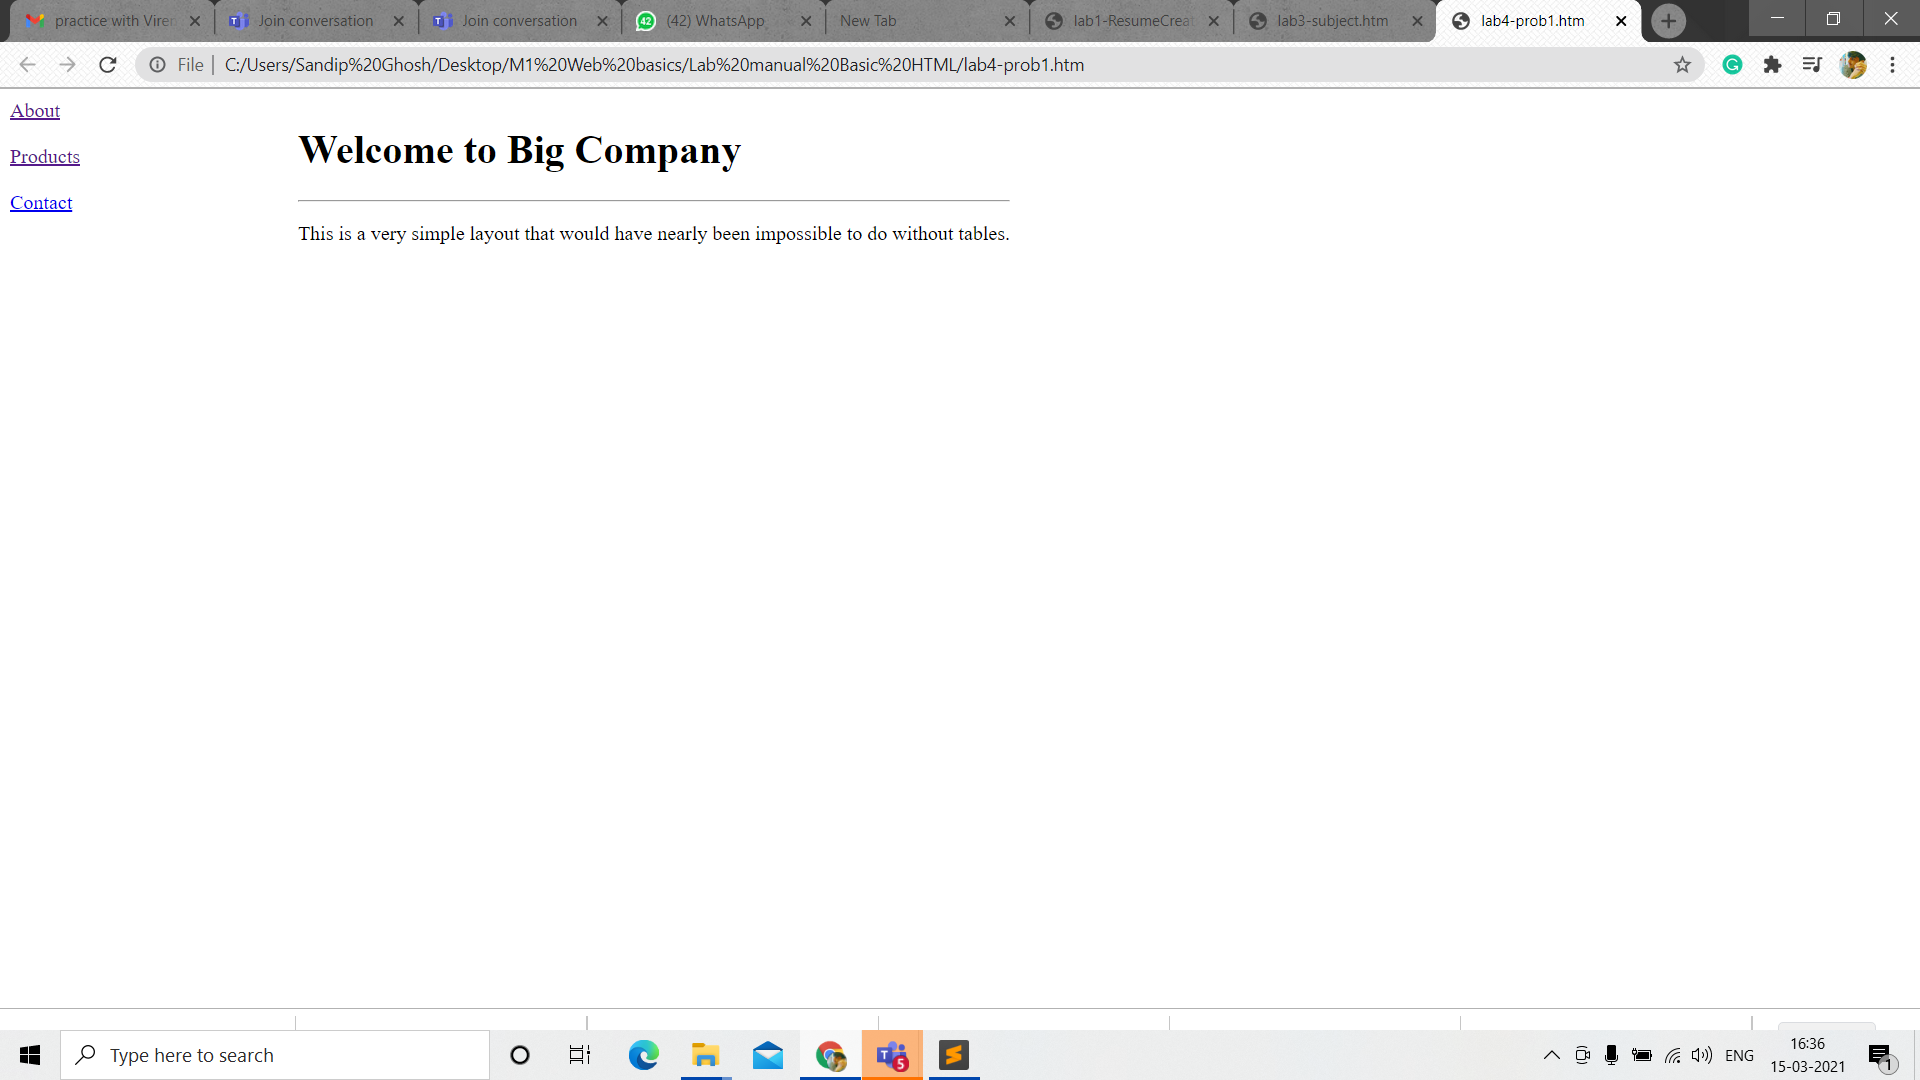 practice with Viren
Join conversation
Join conversation
42
(42) WhatsApp
New Tab
lab1-ResumeCreat
lab3-subject.htm
lab4-prob1.htm
File | C:/Users/Sandip%20Ghosh/Desktop/M1%20Web%20basics/Lab%20manual%20Basic%20HTML/lab4-prob1.htm
About
Products
Contact
Welcome to Big Company
This is a very simple layout that would have nearly been impossible to do without tables.
Type here to search
5
ENG
16:36
15-03-2021
1